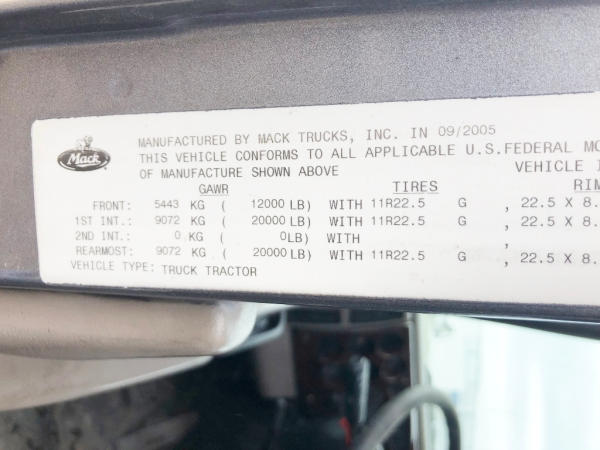 Mack
MANUFACTURED BY MACK TRUCKS, INC. IN 09/2005
THIS VEHICLE CONFORMS TO ALL APPLICABLE U.S.FEDERAL MO
OF MANUFACTURE SHOWN ABOVE VEHICLE I
GAWR TIRES RIM
FRONT: 5443 KG ( 12000 LB) WITH 11R22.5 G , 22.5 X 8.
1ST INT.: 9072 KG ( 20000 LB) WITH 11R22.5 G , 22.5 X 8.
2ND INT.: 0 KG ( 0LB) WITH ,
REARMOST: 9072 KG ( 20000 LB) WITH 11R22.5 G , 22.5 X 8.
VEHICLE TYPE: TRUCK TRACTOR